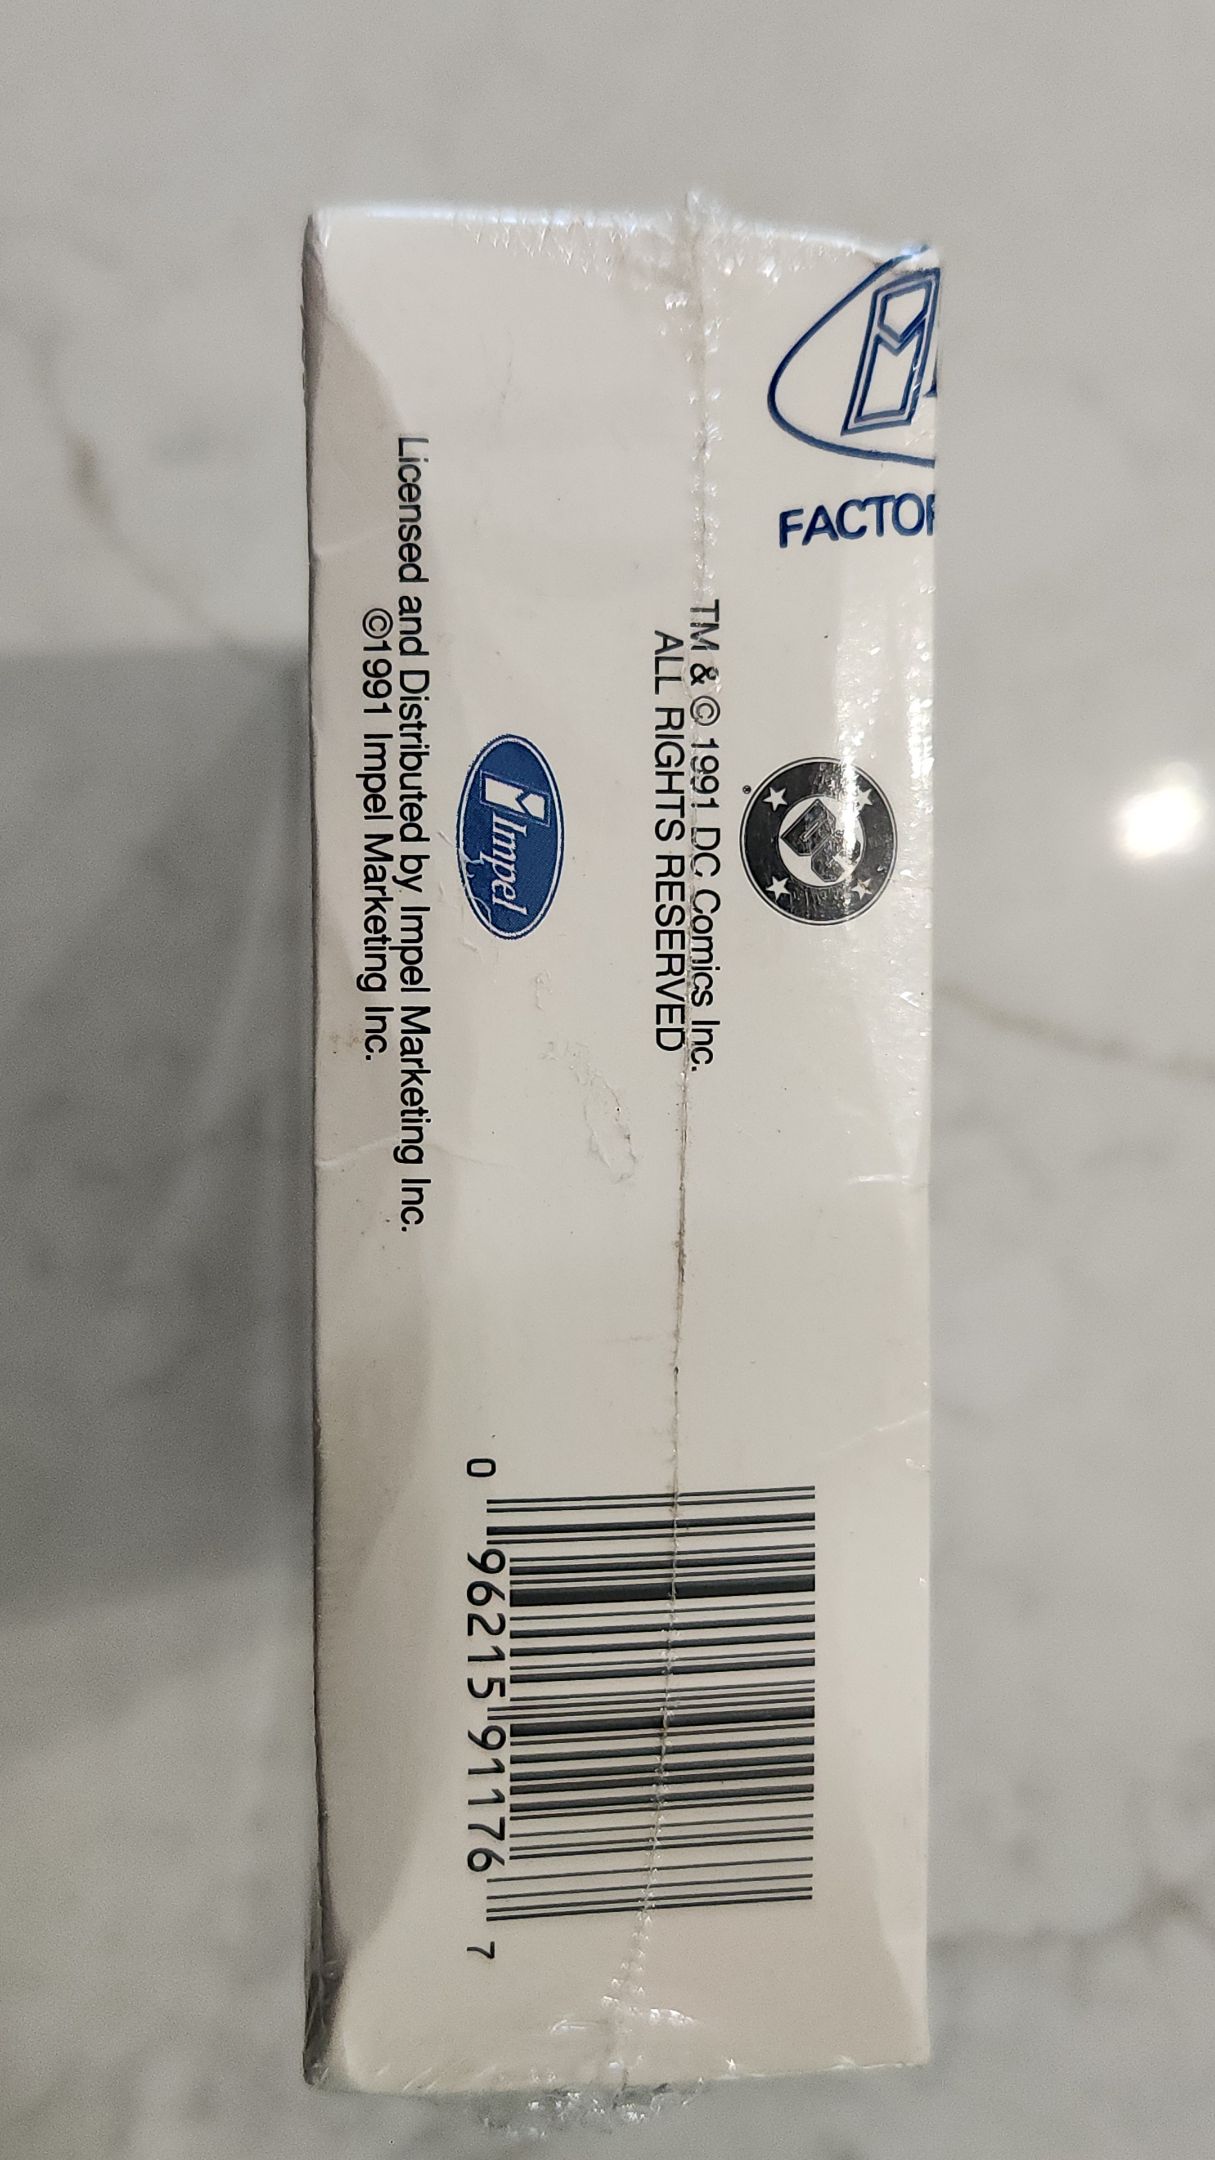 FACTO
TM & © 1991 DC Comics Inc.
ALL RIGHTS RESERVED
Impel
Licensed and Distributed by Impel Marketing Inc.
©1991 Impel Marketing Inc.
0 96215 91176 7